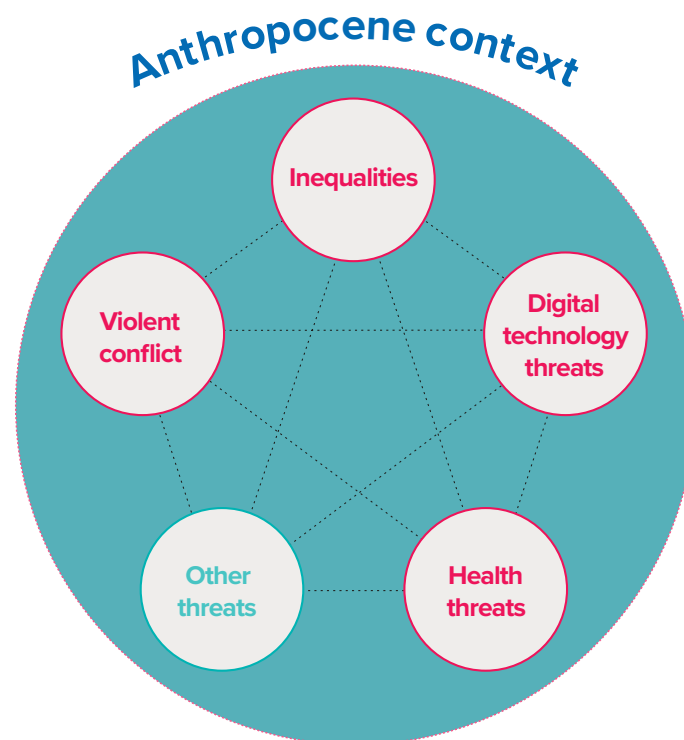 Anthropocene context
Inequalities
Violent
conflict
Digital
technology
threats
Other
threats
Health
threats